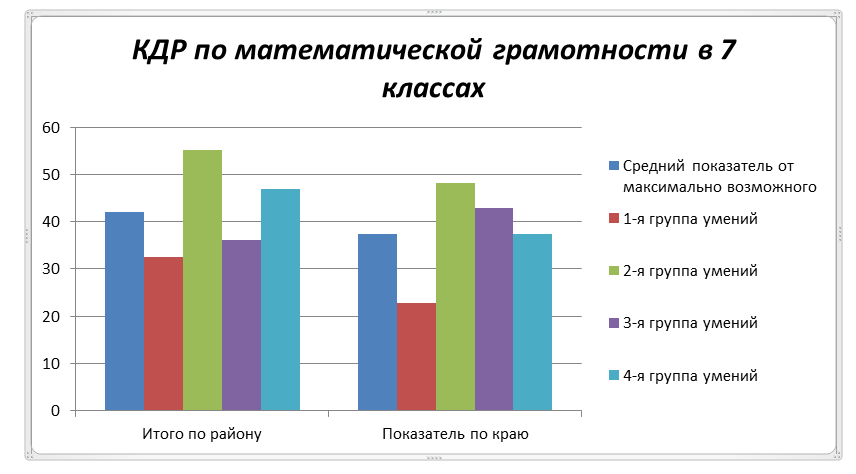 КДР по математической грамотности в 7
классах
60
50
40
30
20
10
0
Итого по району
Показатель по краю
Средний показатель от
максимально возможного
1-я группа умений
2-я группа умений
3-я группа умений
4-я группа умений